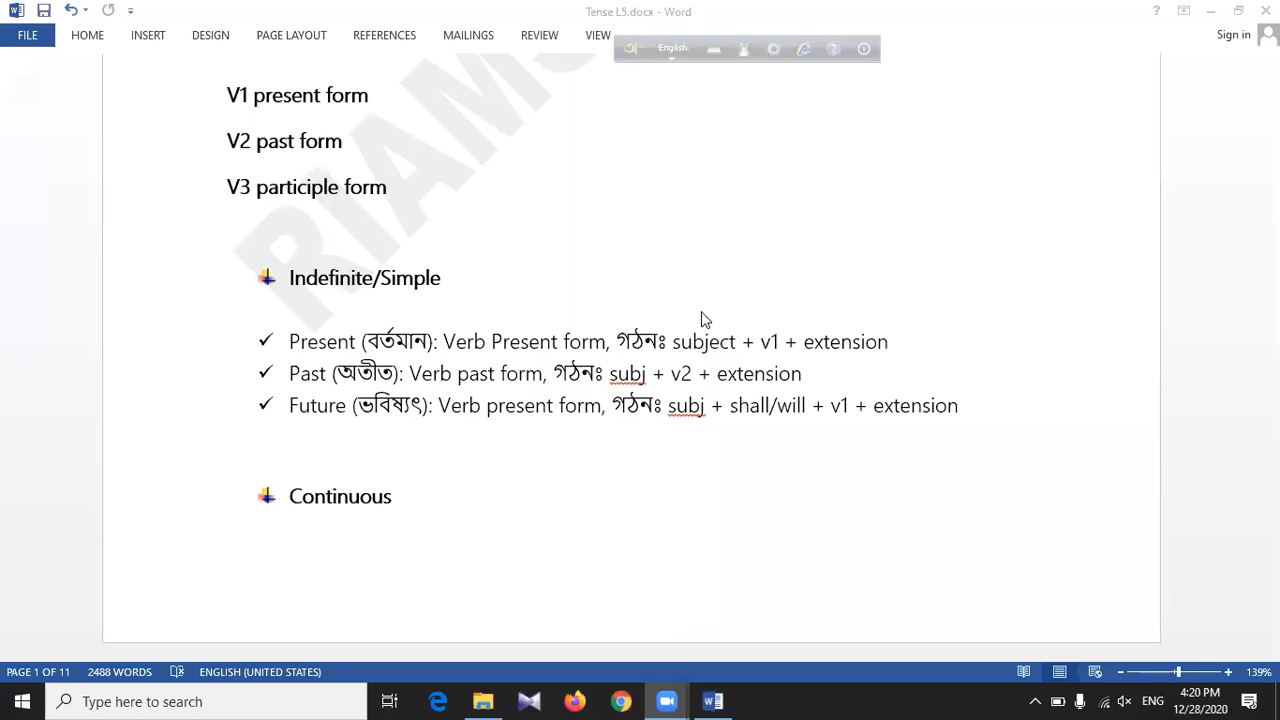 Tense L5.docx - Word
FILE HOME INSERT DESIGN PAGE LAYOUT REFERENCES MAILINGS REVIEW VIEW Sign in
English
V1 present form
V2 past form
V3 participle form
Indefinite/Simple
Present (বর্তমান): Verb Present form, গঠনঃ subject + v1 + extension
Past (অতীত): Verb past form, গঠনঃ subj + v2 + extension
Future (ভবিষ্যৎ): Verb present form, গঠনঃ subj + shall/will + v1 + extension
Continuous
PAGE 1 OF 11 2488 WORDS ENGLISH (UNITED STATES) 139%
Type here to search
ENG
4:20 PM
12/28/2020